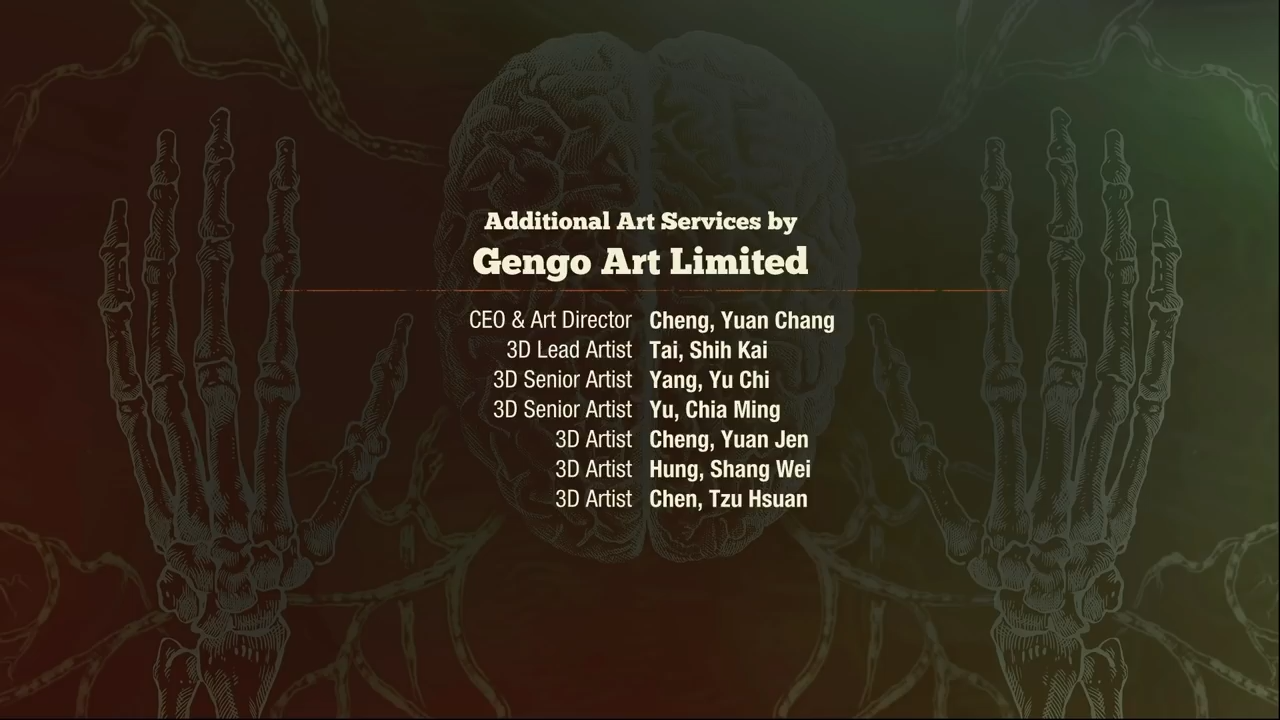 Additional Art Services by
Gengo Art Limited
CEO & Art Director Cheng, Yuan Chang
3D Lead Artist Tai, Shih Kai
3D Senior Artist Yang, Yu Chi
3D Senior Artist Yu, Chia Ming
3D Artist Cheng, Yuan Jen
3D Artist Hung, Shang Wei
3D Artist Chen, Tzu Hsuan